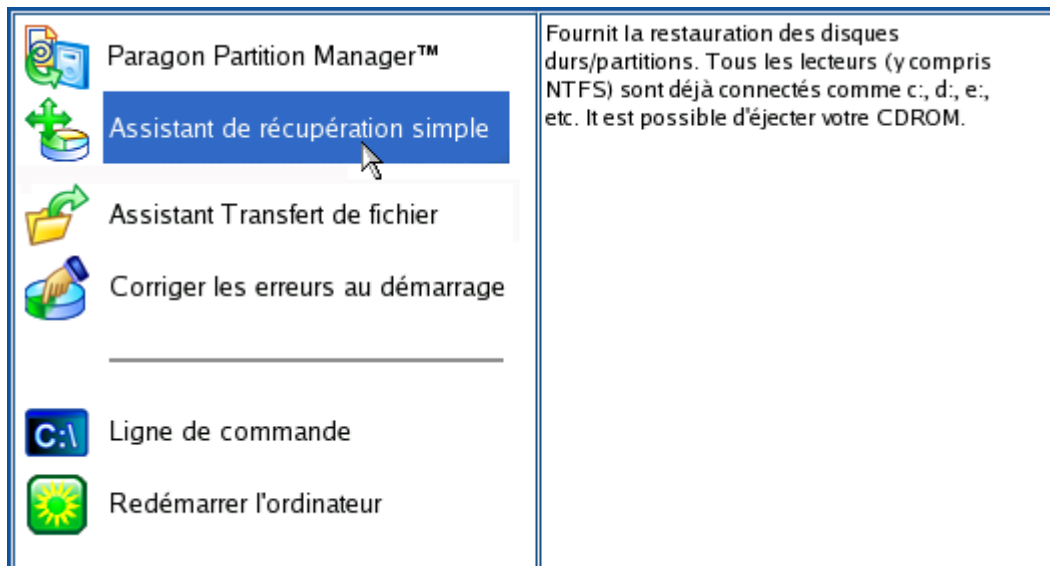 Paragon Partition Manager™
Assistant de récupération simple
Assistant Transfert de fichier
Corriger les erreurs au démarrage
C:\
Ligne de commande
Redémarrer l'ordinateur
Fournit la restauration des disques
durs/partitions. Tous les lecteurs (y compris
NTFS) sont déjà connectés comme c:, d:, e:,
etc. It est possible d'éjecter votre CDROM.